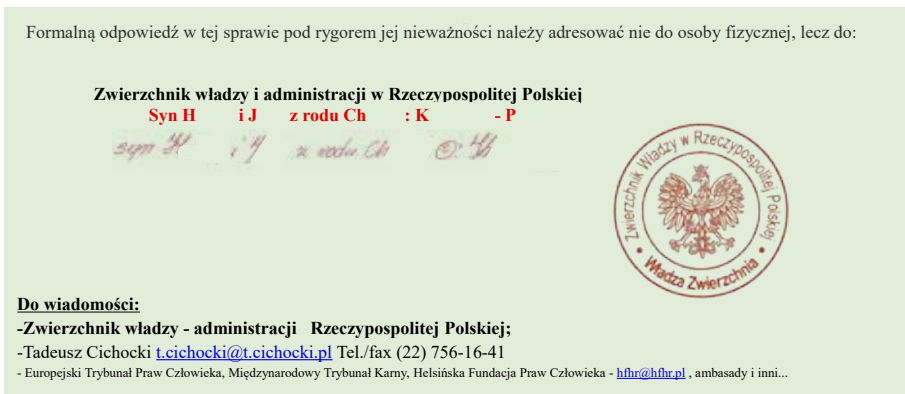 Formalną odpowiedź w tej sprawie pod rygorem jej nieważności należy adresować nie do osoby fizycznej, lecz do:
Zwierzchnik władzy i administracji w Rzeczypospolitej Polskiej
Syn H i J z rodu Ch : K - P
syn H i J z rodu Ch
Zwierzchnik Władzy w Rzeczypospolitej Polskiej
Władza Zwierzchnia
Do wiadomości:
-Zwierzchnik władzy - administracji Rzeczypospolitej Polskiej;
-Tadeusz Cichocki t.cichocki@t.cichocki.pl Tel./fax (22) 756-16-41
- Europejski Trybunał Praw Człowieka, Międzynarodowy Trybunał Karny, Helsińska Fundacja Praw Człowieka - hfhr@hfhr.pl , ambasady i inni...